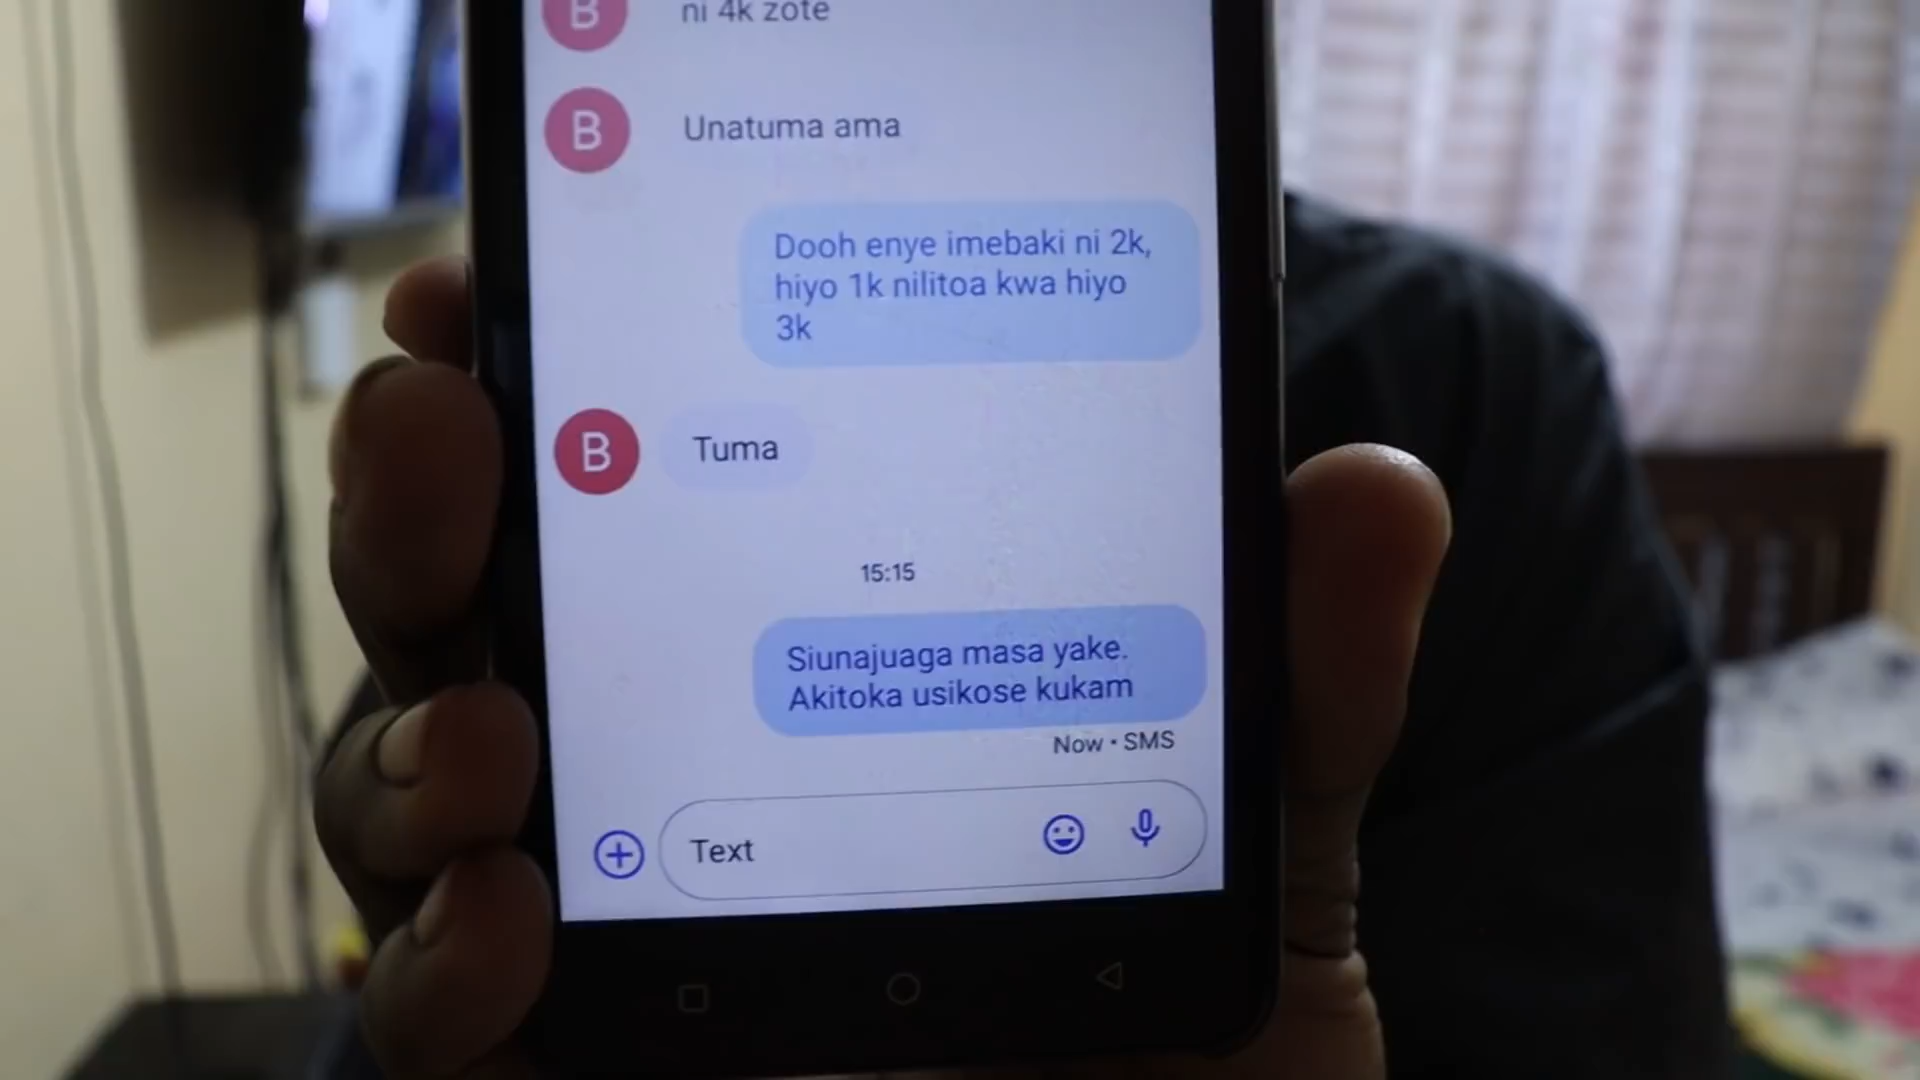 B
ni 4k zote
B
Unatuma ama
Dooh enye imebaki ni 2k,
hiyo 1k nilitoa kwa hiyo
3k
B
Tuma
15:15
Siunajuaga masa yake.
Akitoka usikose kukam
Now • SMS
Text